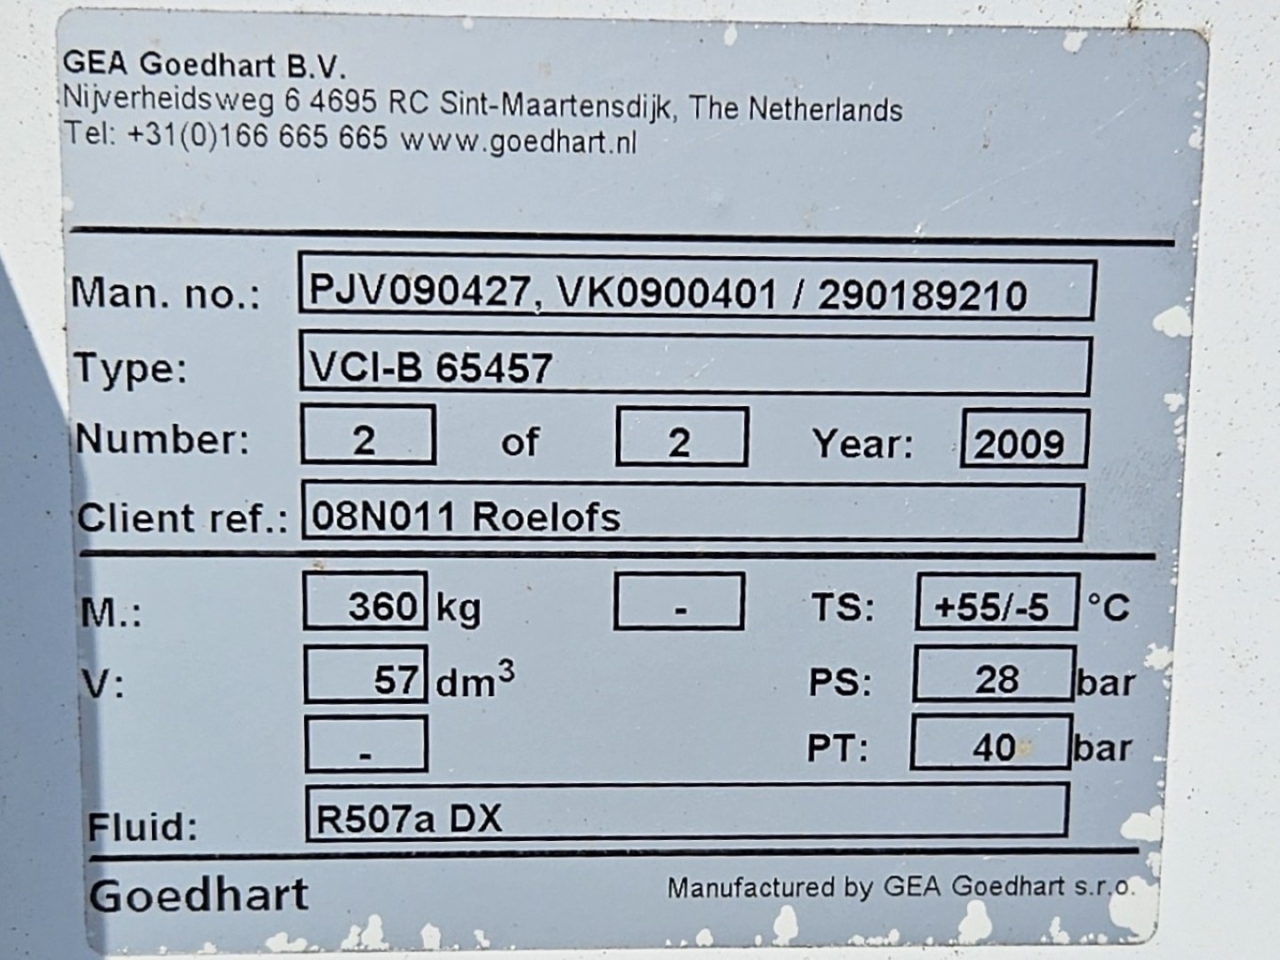 GEA Goedhart B.V.
Nijverheidsweg 6 4695 RC Sint-Maartensdijk, The Netherlands
Tel: +31(0)166 665 665 www.goedhart.nl
Man. no.: PJV090427, VK0900401 / 290189210
Type: VCI-B 65457
Number: 2 of 2 Year: 2009
Client ref.: 08N011 Roelofs
M.: 360 kg - TS: +55/-5 °C
V: 57 dm³ PS: 28 bar
- PT: 40 bar
Fluid: R507a DX
Goedhart Manufactured by GEA Goedhart s.r.o.